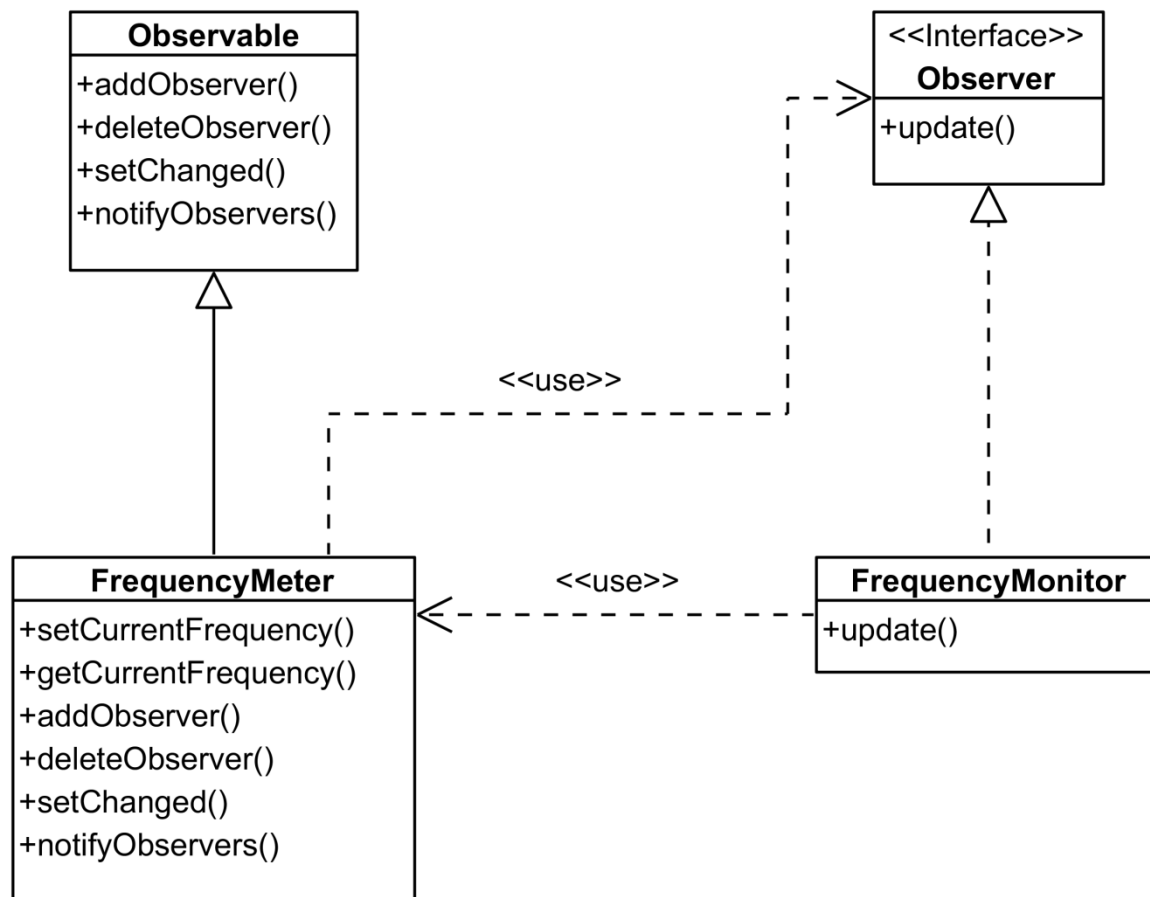 Observable
+addObserver()
+deleteObserver()
+setChanged()
+notifyObservers()
<<Interface>>
Observer
+update()
<<use>>
<<use>>
FrequencyMeter
+setCurrentFrequency()
+getCurrentFrequency()
+addObserver()
+deleteObserver()
+setChanged()
+notifyObservers()
FrequencyMonitor
+update()